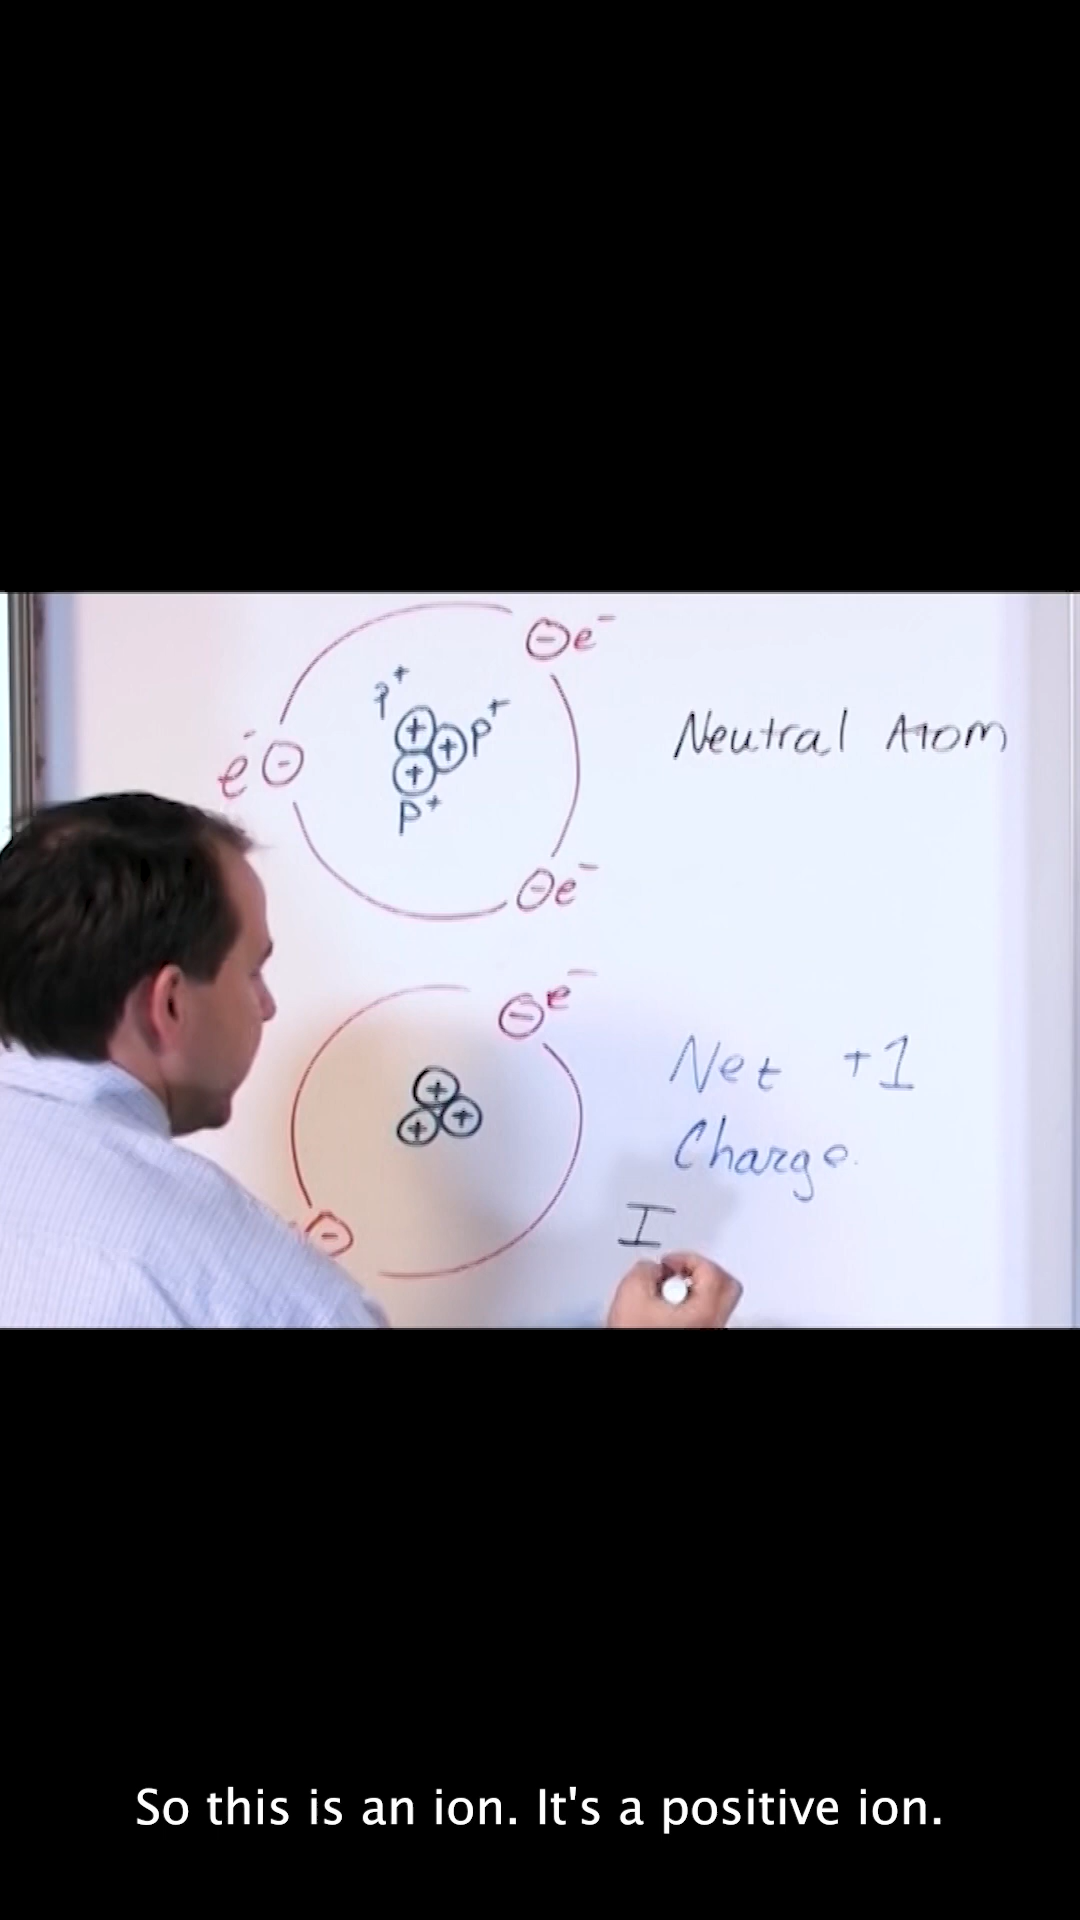 ⊖e⁻
p⁺
⊕ ⊕ p⁺
e⁻ ⊖
⊕
p⁺
Neutral Atom
⊖e⁻
⊖e⁻
⊕
⊕ ⊕
Net +1
Charge.
I
⊖
So this is an ion. It's a positive ion.